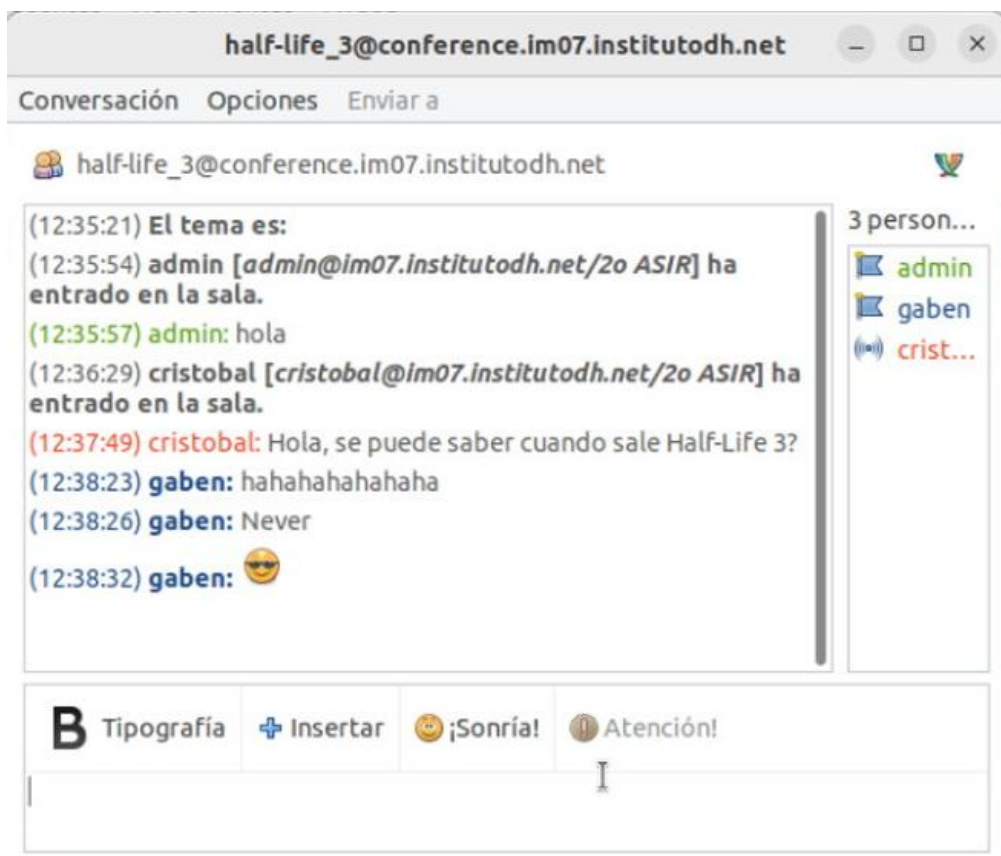 half-life_3@conference.im07.institutodh.net
Conversación Opciones Enviar a
half-life_3@conference.im07.institutodh.net
(12:35:21) El tema es:
(12:35:54) admin [admin@im07.institutodh.net/2o ASIR] ha
entrado en la sala.
(12:35:57) admin: hola
(12:36:29) cristobal [cristobal@im07.institutodh.net/2o ASIR] ha
entrado en la sala.
(12:37:49) cristobal: Hola, se puede saber cuando sale Half-Life 3?
(12:38:23) gaben: hahahahahahaha
(12:38:26) gaben: Never
(12:38:32) gaben:
3 person...
admin
gaben
crist...
B Tipografía Insertar ¡Sonría! Atención!